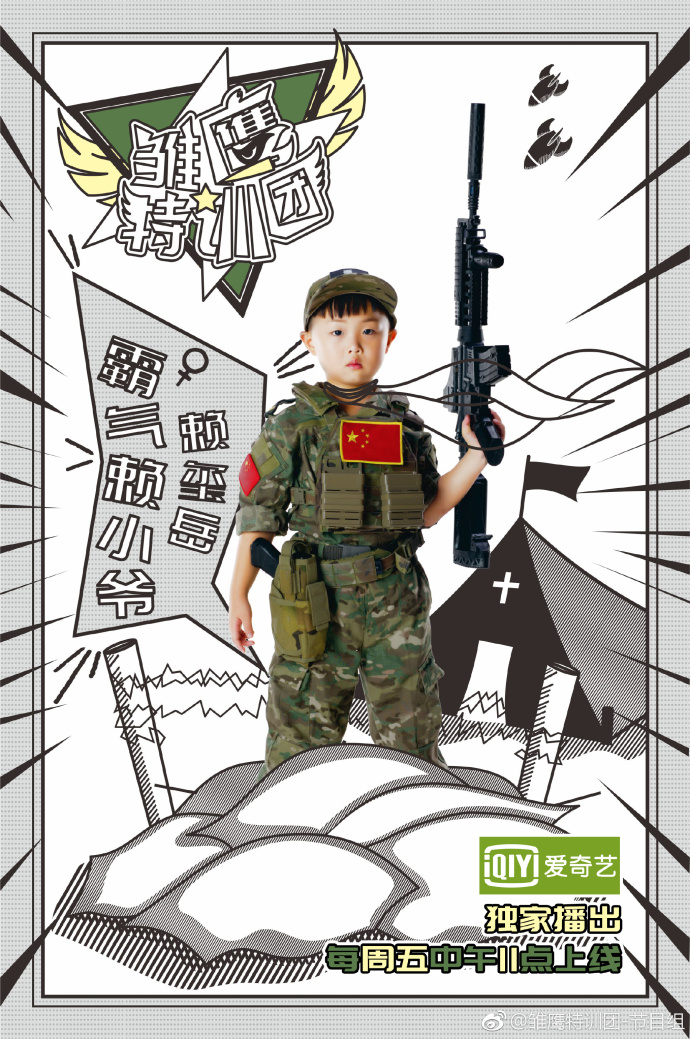 雏鹰
特训团
霸气赖小爷
♀赖玺岳
iQIYI 爱奇艺
独家播出
每周五中午11点上线
@雏鹰特训团-节目组